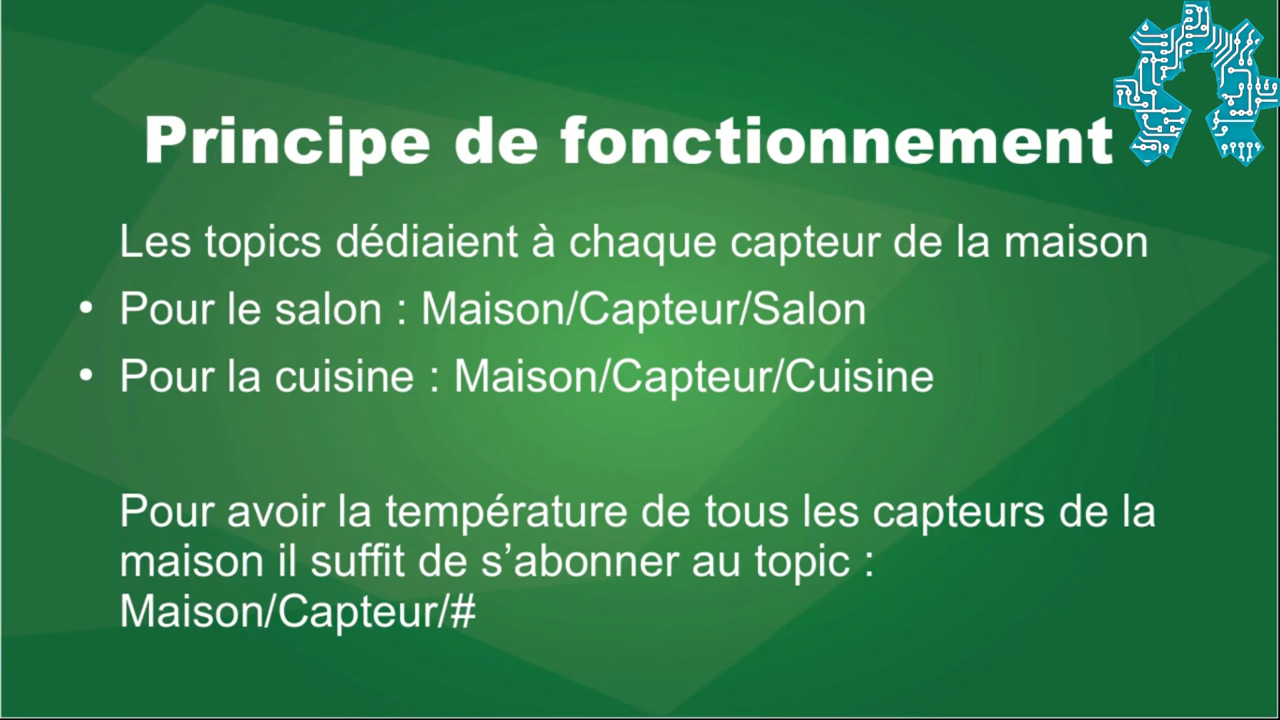 Principe de fonctionnement
Les topics dédiaient à chaque capteur de la maison
• Pour le salon : Maison/Capteur/Salon
• Pour la cuisine : Maison/Capteur/Cuisine
Pour avoir la température de tous les capteurs de la
maison il suffit de s’abonner au topic :
Maison/Capteur/#